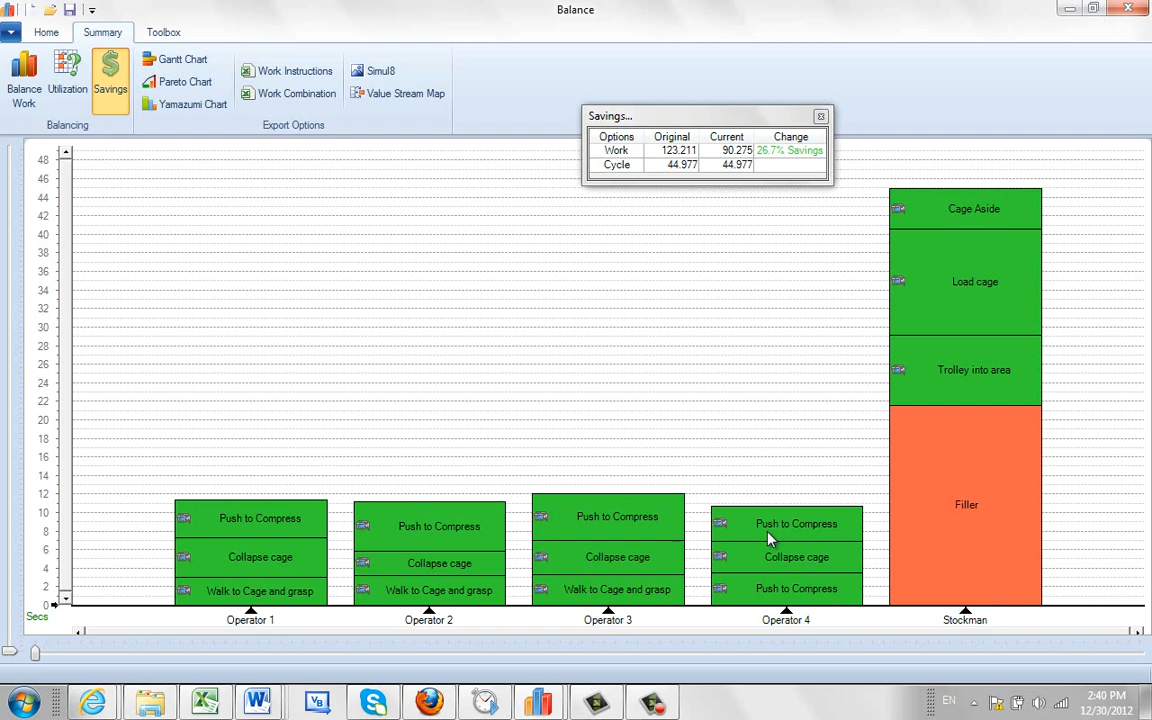 Balance
Home
Summary
Toolbox
Balance Work
Utilization
Savings
Gantt Chart
Pareto Chart
Yamazumi Chart
Work Instructions
Work Combination
Simul8
Value Stream Map
Balancing
Export Options
Savings...
Options Original Current Change
Work 123.211 90.275 26.7% Savings
Cycle 44.977 44.977
48
46
44
42
40
38
36
34
32
30
28
26
24
22
20
18
16
14
12
10
8
6
4
2
0
Secs
Push to Compress
Collapse cage
Walk to Cage and grasp
Operator 1
Push to Compress
Collapse cage
Walk to Cage and grasp
Operator 2
Push to Compress
Collapse cage
Walk to Cage and grasp
Operator 3
Push to Compress
Collapse cage
Push to Compress
Operator 4
Cage Aside
Load cage
Trolley into area
Filler
Stockman
EN
2:40 PM
12/30/2012